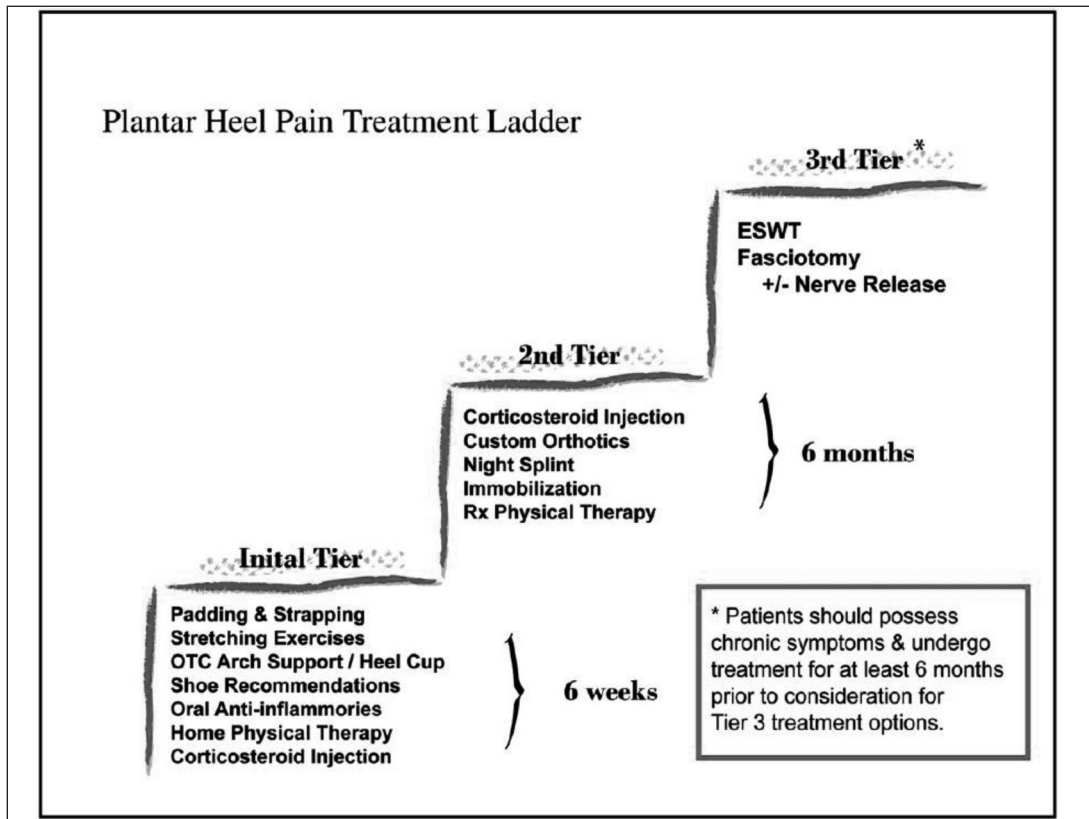 Plantar Heel Pain Treatment Ladder
3rd Tier *
ESWT
Fasciotomy
+/- Nerve Release
2nd Tier
Corticosteroid Injection
Custom Orthotics
Night Splint
Immobilization
Rx Physical Therapy
6 months
Inital Tier
Padding & Strapping
Stretching Exercises
OTC Arch Support / Heel Cup
Shoe Recommendations
Oral Anti-inflammories
Home Physical Therapy
Corticosteroid Injection
6 weeks
* Patients should possess
chronic symptoms & undergo
treatment for at least 6 months
prior to consideration for
Tier 3 treatment options.